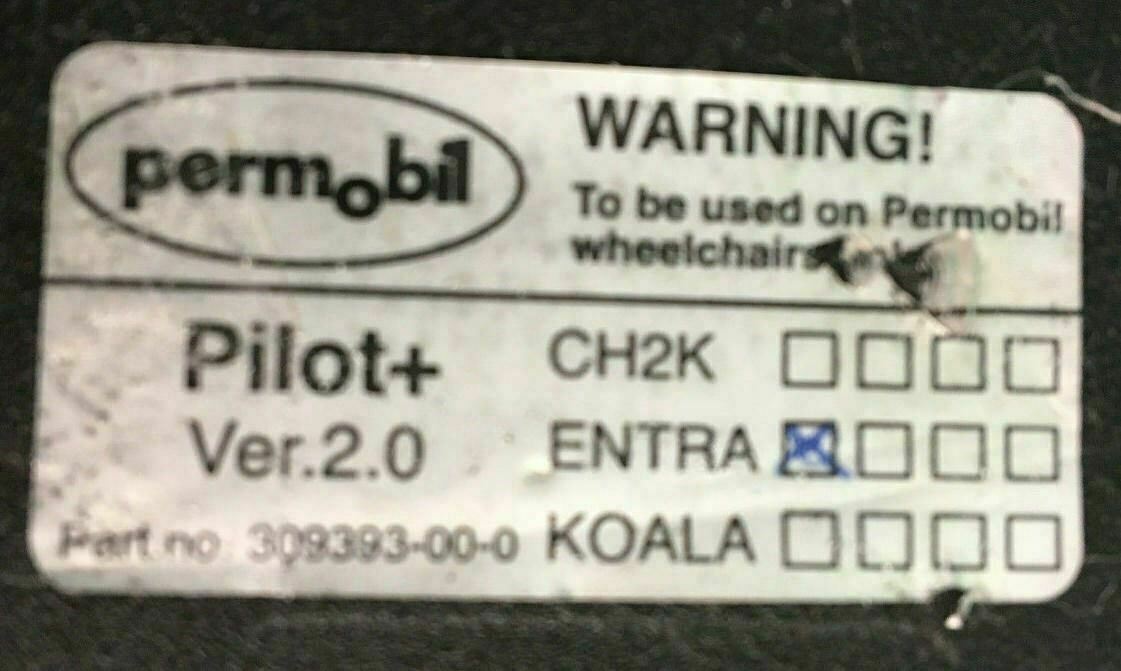 permobil
WARNING!
To be used on Permobil
wheelchairs
Pilot+
Ver.2.0
Part no 309393-00-0
CH2K
ENTRA
KOALA